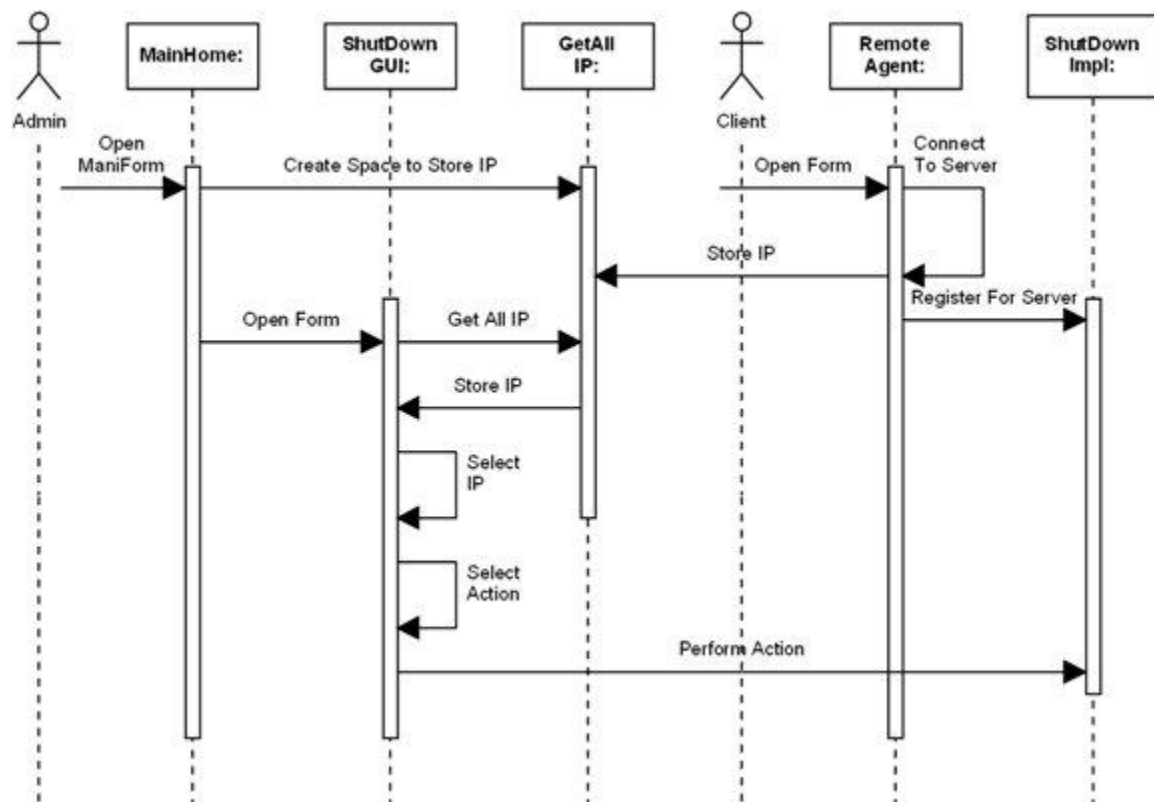 MainHome:
ShutDown
GUI:
GetAll
IP:
Remote
Agent:
ShutDown
Impl:
Admin
Client
Open
ManiForm
Create Space to Store IP
Open Form
Connect
To Server
Store IP
Register For Server
Open Form
Get All IP
Store IP
Select
IP
Select
Action
Perform Action